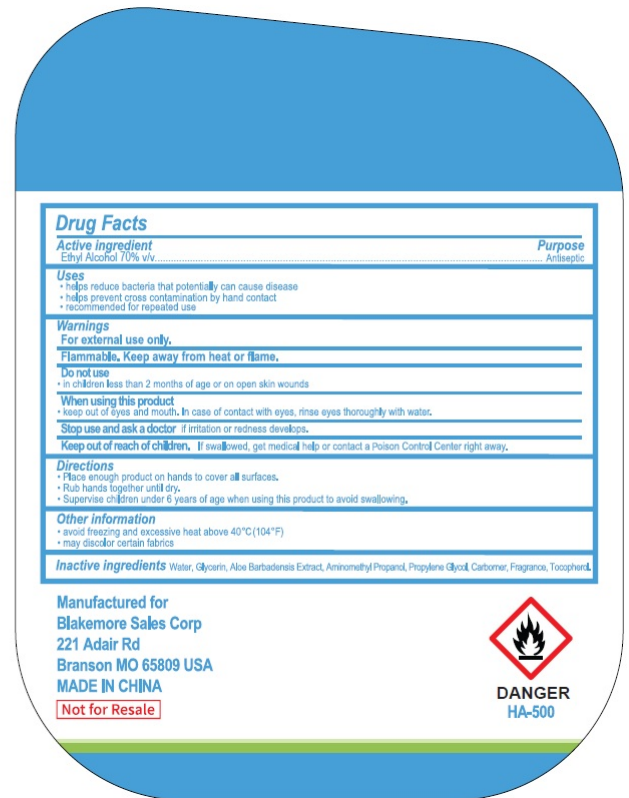 Drug Facts
Active ingredient Purpose
Ethyl Alcohol 70% v/v............................................................ Antiseptic
Uses
• helps reduce bacteria that potentially can cause disease
• helps prevent cross contamination by hand contact
• recommended for repeated use
Warnings
For external use only.
Flammable. Keep away from heat or flame.
Do not use
• in children less than 2 months of age or on open skin wounds
When using this product
• keep out of eyes and mouth. In case of contact with eyes, rinse eyes thoroughly with water.
Stop use and ask a doctor if irritation or redness develops.
Keep out of reach of children. If swallowed, get medical help or contact a Poison Control Center right away.
Directions
• Place enough product on hands to cover all surfaces.
• Rub hands together until dry.
• Supervise children under 6 years of age when using this product to avoid swallowing.
Other information
• avoid freezing and excessive heat above 40°C (104°F)
• may discolor certain fabrics
Inactive ingredients Water, Glycerin, Aloe Barbadensis Extract, Aminomethyl Propanol, Propylene Glycol, Carbomer, Fragrance, Tocopherol.
Manufactured for
Blakemore Sales Corp
221 Adair Rd
Branson MO 65809 USA
MADE IN CHINA
Not for Resale
DANGER
HA-500